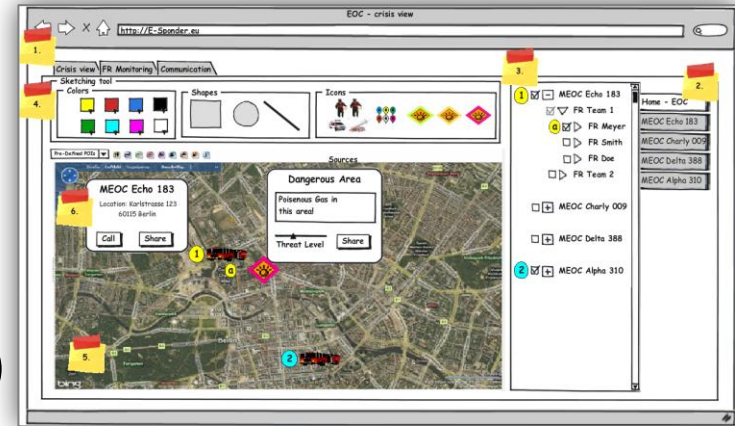 EOC - crisis view
http://E-Sponder.eu
1.
3.
2.
Crisis view
FR Monitoring
Communication
Sketching tool
4.
Colors
Shapes
Icons
Pre-Defined POIs
Sources
6.
MEOC Echo 183
Location: Karlstrasse 123
60125 Berlin
Call
Share
Dangerous Area
Poisenous Gas in
this area!
Threat Level
Share
1
a
Berlin
5.
2
bing
1 MEOC Echo 183
FR Team 1
a FR Meyer
FR Smith
FR Doe
FR Team 2
MEOC Charly 009
MEOC Delta 388
2 MEOC Alpha 310
Home - EOC
MEOC Echo 183
MEOC Charly 009
MEOC Delta 388
MEOC Alpha 310